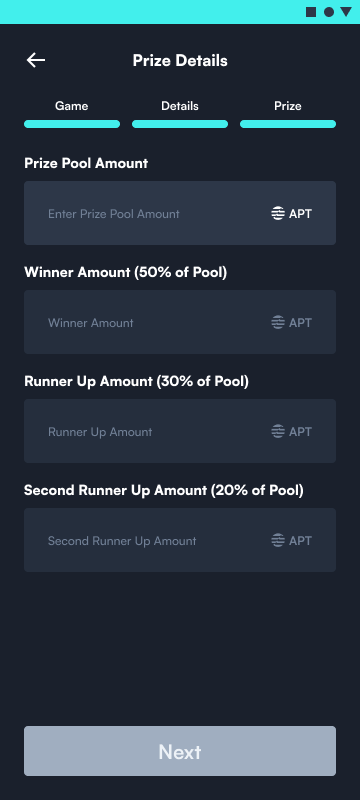 Prize Details
Game Details Prize
Prize Pool Amount
Enter Prize Pool Amount APT
Winner Amount (50% of Pool)
Winner Amount APT
Runner Up Amount (30% of Pool)
Runner Up Amount APT
Second Runner Up Amount (20% of Pool)
Second Runner Up Amount APT
Next